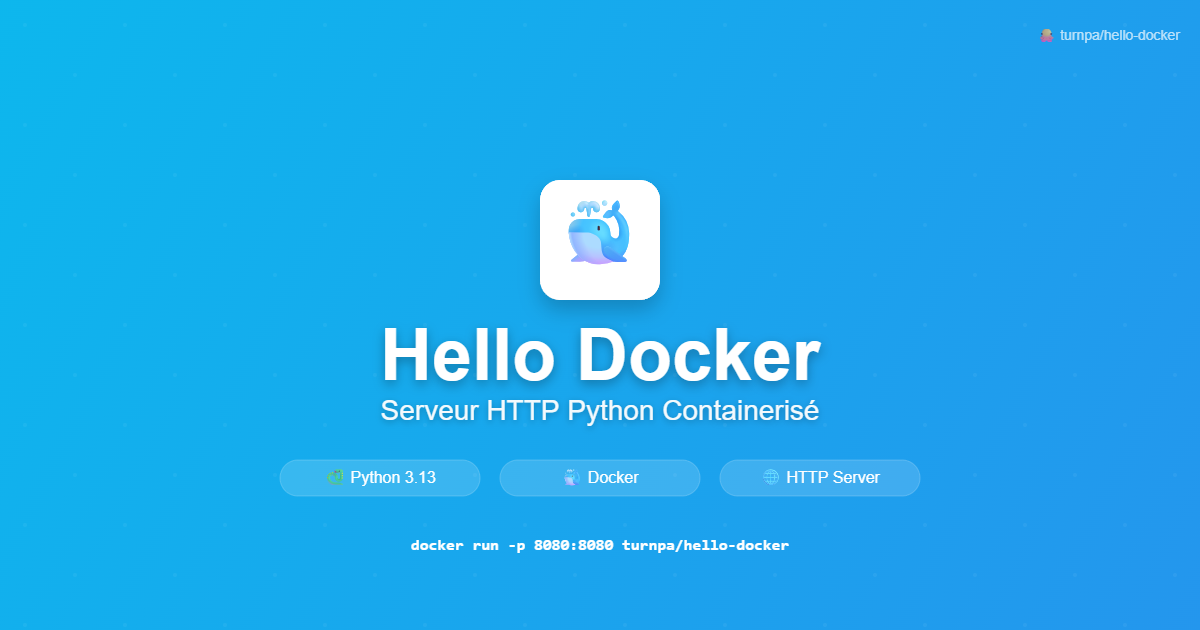 turnpa/hello-docker
Hello Docker
Serveur HTTP Python Containerisé
Python 3.13
Docker
HTTP Server
docker run -p 8080:8080 turnpa/hello-docker